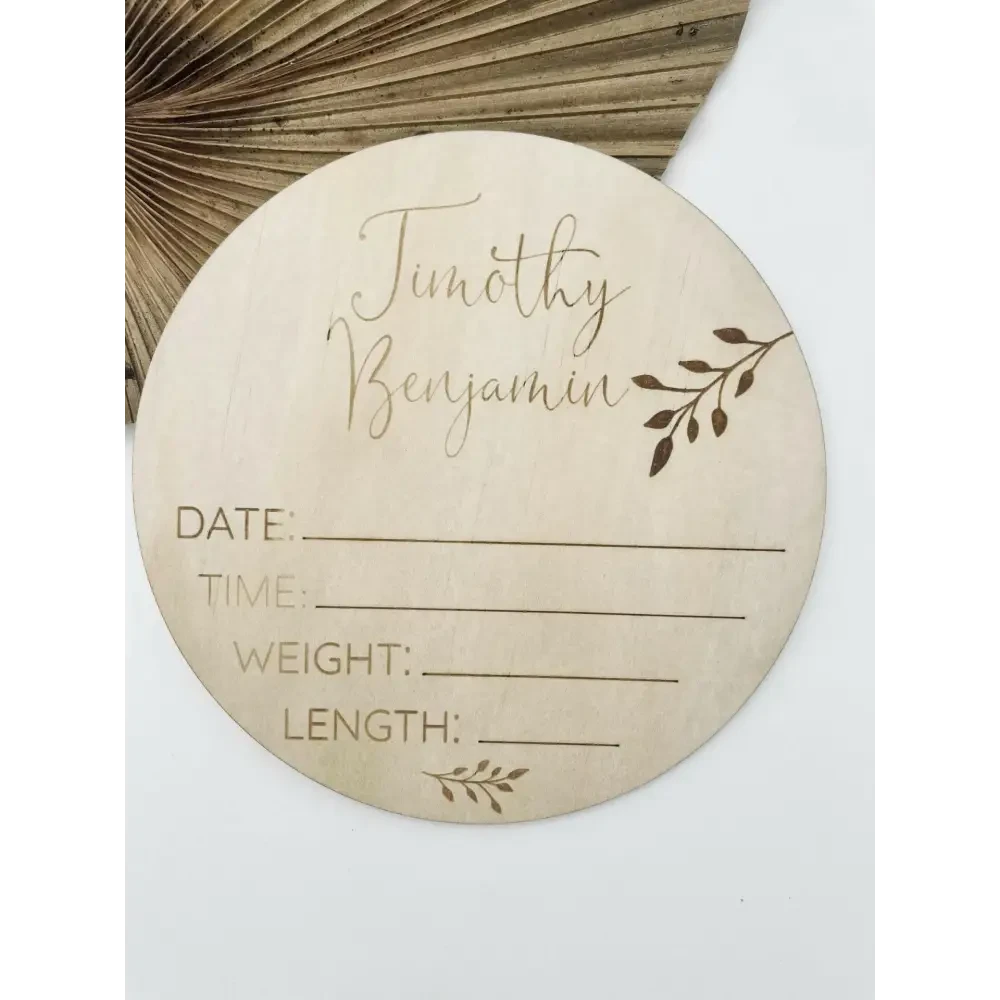 Timothy
Benjamin
DATE:
TIME:
WEIGHT:
LENGTH: